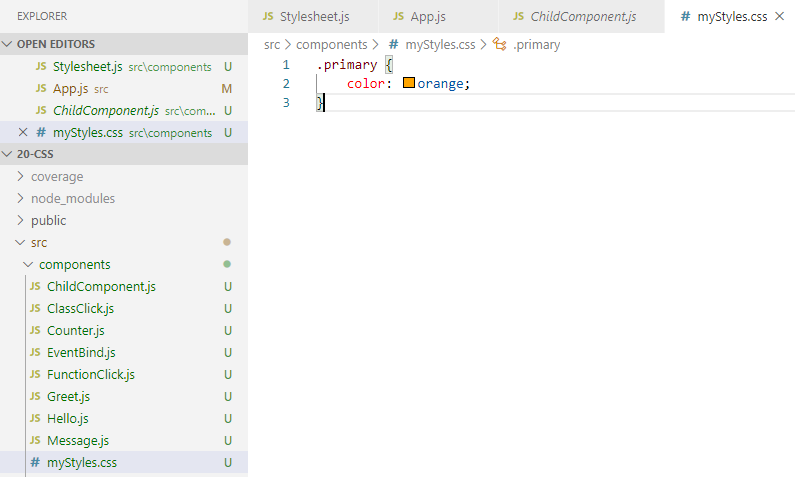 EXPLORER
OPEN EDITORS
JS Stylesheet.js src\components U
JS App.js src M
JS ChildComponent.js src\com... U
# myStyles.css src\components U
20-CSS
coverage
node_modules
public
src
components
JS ChildComponent.js U
JS ClassClick.js U
JS Counter.js U
JS EventBind.js U
JS FunctionClick.js U
JS Greet.js U
JS Hello.js U
JS Message.js U
# myStyles.css U
JS Stylesheet.js JS App.js JS ChildComponent.js # myStyles.css
src > components > # myStyles.css > .primary
1 .primary {
2 color: orange;
3 }